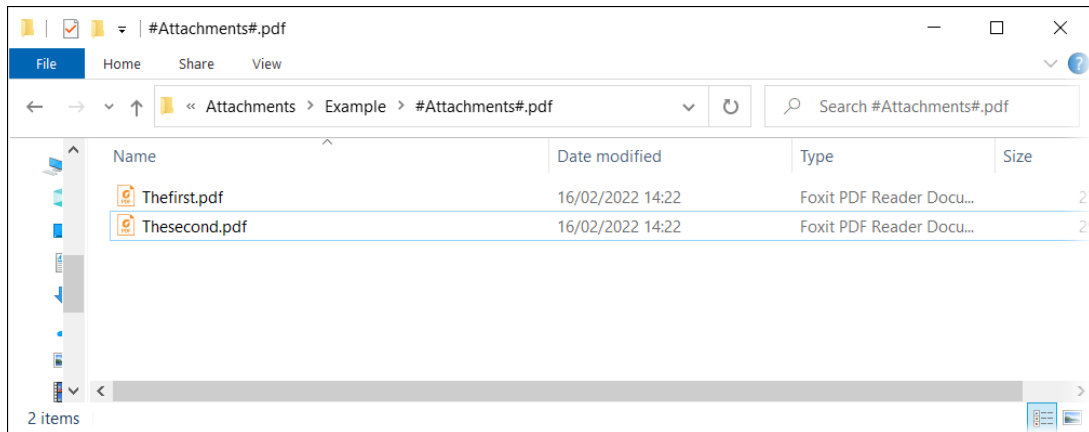 #Attachments#.pdf
File Home Share View
« Attachments > Example > #Attachments#.pdf Search #Attachments#.pdf
Name Date modified Type Size
Thefirst.pdf 16/02/2022 14:22 Foxit PDF Reader Docu...
Thesecond.pdf 16/02/2022 14:22 Foxit PDF Reader Docu...
2 items